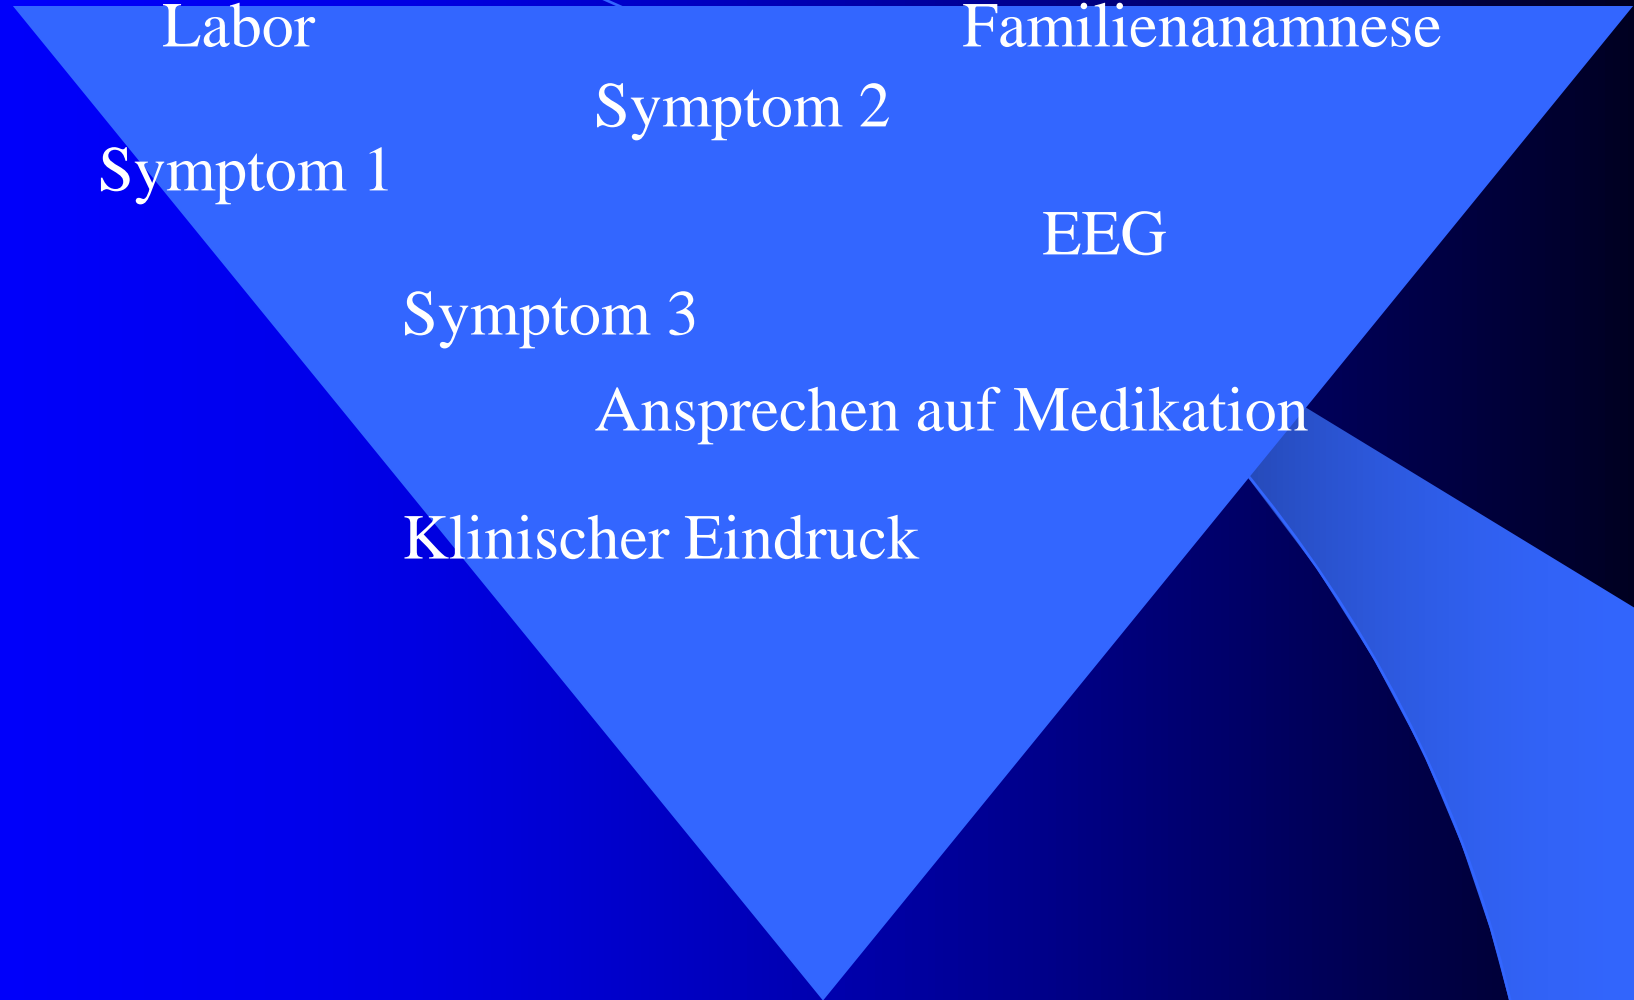 Labor
Familienanamnese
Symptom 2
Symptom 1
EEG
Symptom 3
Ansprechen auf Medikation
Klinischer Eindruck